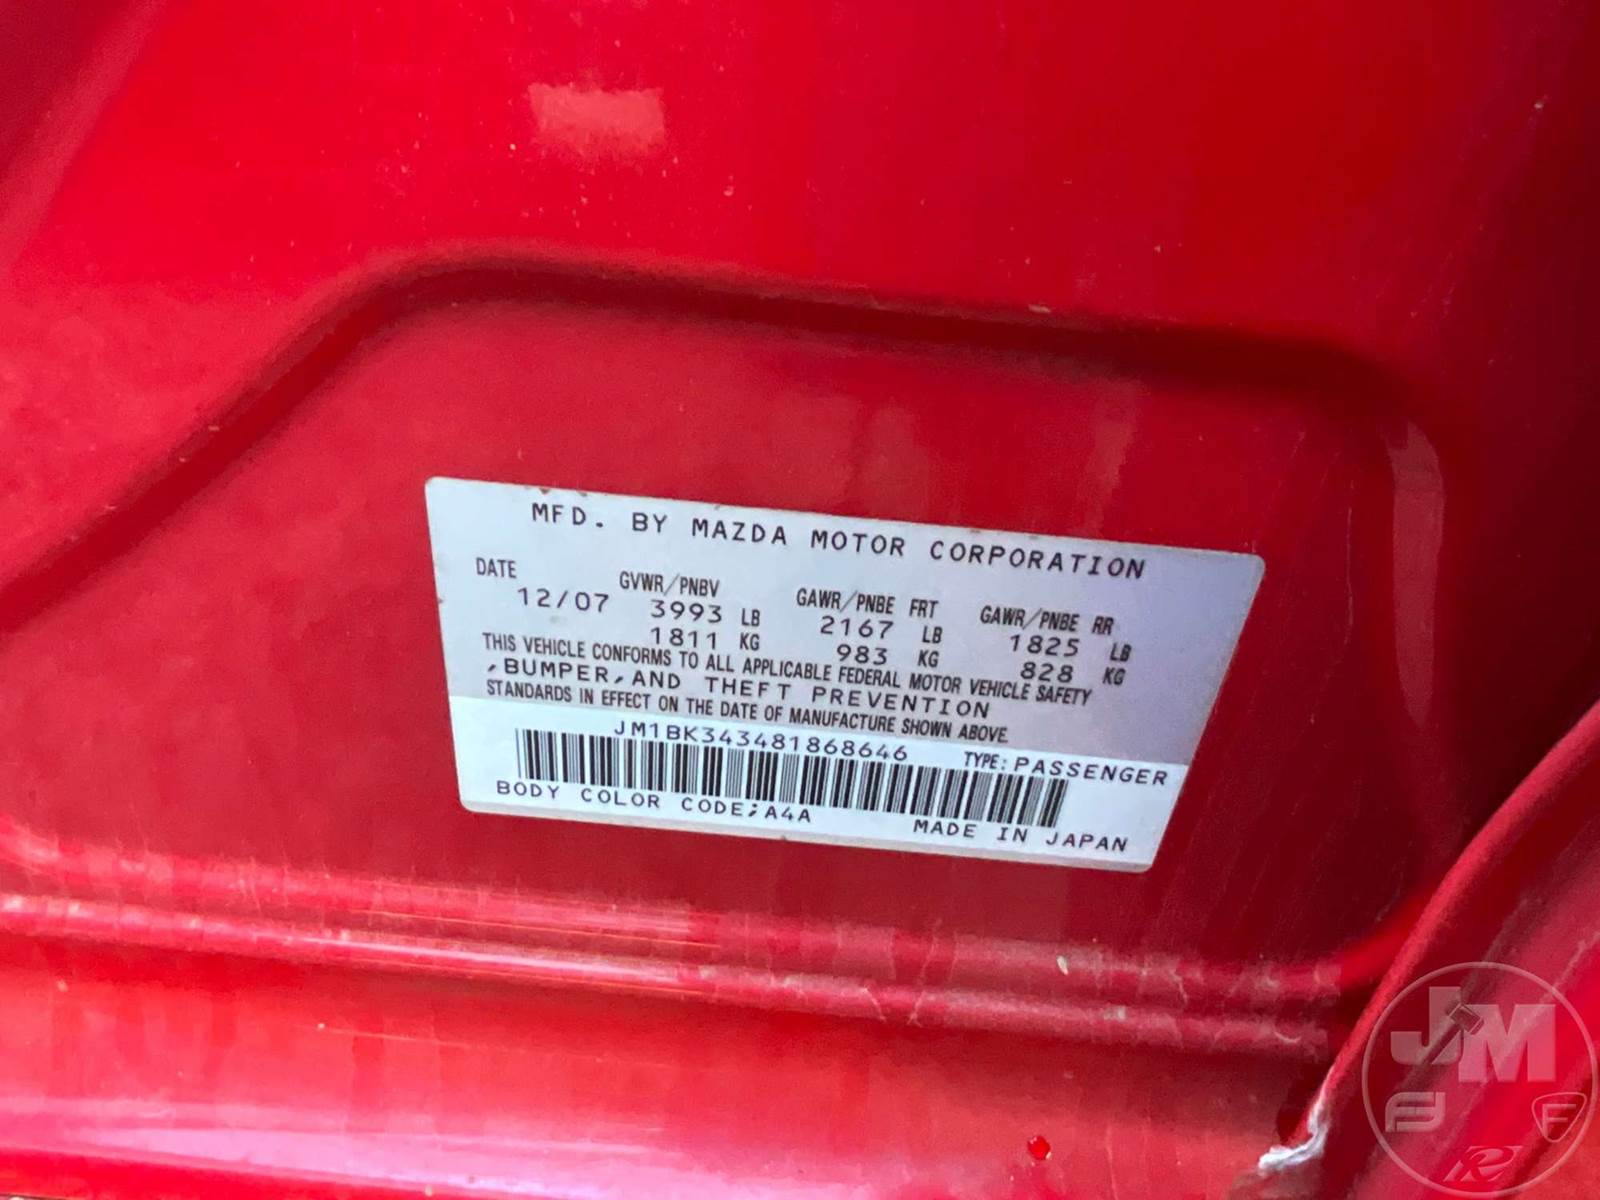 MFD. BY MAZDA MOTOR CORPORATION
DATE GVWR/PNBV GAWR/PNBE FRT GAWR/PNBE RR
12/07 3993 LB 2167 LB 1825 LB
1811 KG 983 KG 828 KG
THIS VEHICLE CONFORMS TO ALL APPLICABLE FEDERAL MOTOR VEHICLE SAFETY
,BUMPER,AND THEFT PREVENTION
STANDARDS IN EFFECT ON THE DATE OF MANUFACTURE SHOWN ABOVE.
JM1BK343481868646 TYPE: PASSENGER
BODY COLOR CODE;A4A MADE IN JAPAN
JM
F
R